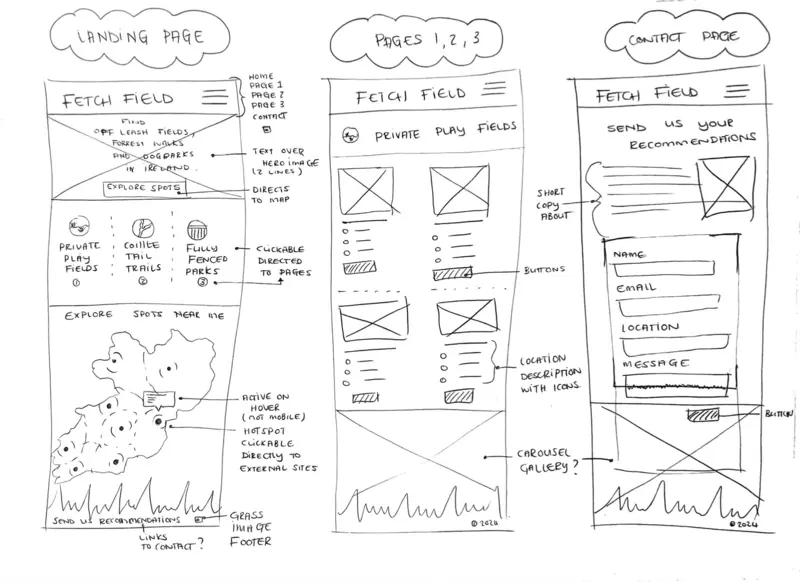 LANDING PAGE
FETCH FIELD
HOME
PAGE 1
PAGE 2
PAGE 3
CONTACT
FIND
OFF LEASH FIELDS,
FORREST WALKS
AND DOGPARKS
IN IRELAND.
EXPLORE SPOTS
TEXT OVER
HERO IMAGE
(2 LINES)
DIRECTS
TO MAP
PRIVATE
PLAY
FIELDS
1
COILLTE
TAIL
TRAILS
2
FULLY
FENCED
PARKS
3
CLICKABLE
DIRECTED
TO PAGES
EXPLORE SPOTS NEAR ME
ACTIVE ON
HOVER
(NOT MOBILE)
HOTSPOT
CLICKABLE
DIRECTLY TO
EXTERNAL SITES
SEND US RECOMMENDATIONS
LINKS
TO CONTACT?
GRASS
IMAGE
FOOTER
PAGES 1, 2, 3
FETCH FIELD
PRIVATE PLAY FIELDS
BUTTONS
LOCATION
DESCRIPTION
WITH ICONS
CAROUSEL
GALLERY?
© 2024
CONTACT PAGE
FETCH FIELD
SEND US YOUR
RECOMMENDATIONS
SHORT
COPY
ABOUT
NAME
EMAIL
LOCATION
MESSAGE
BUTTON
© 2024